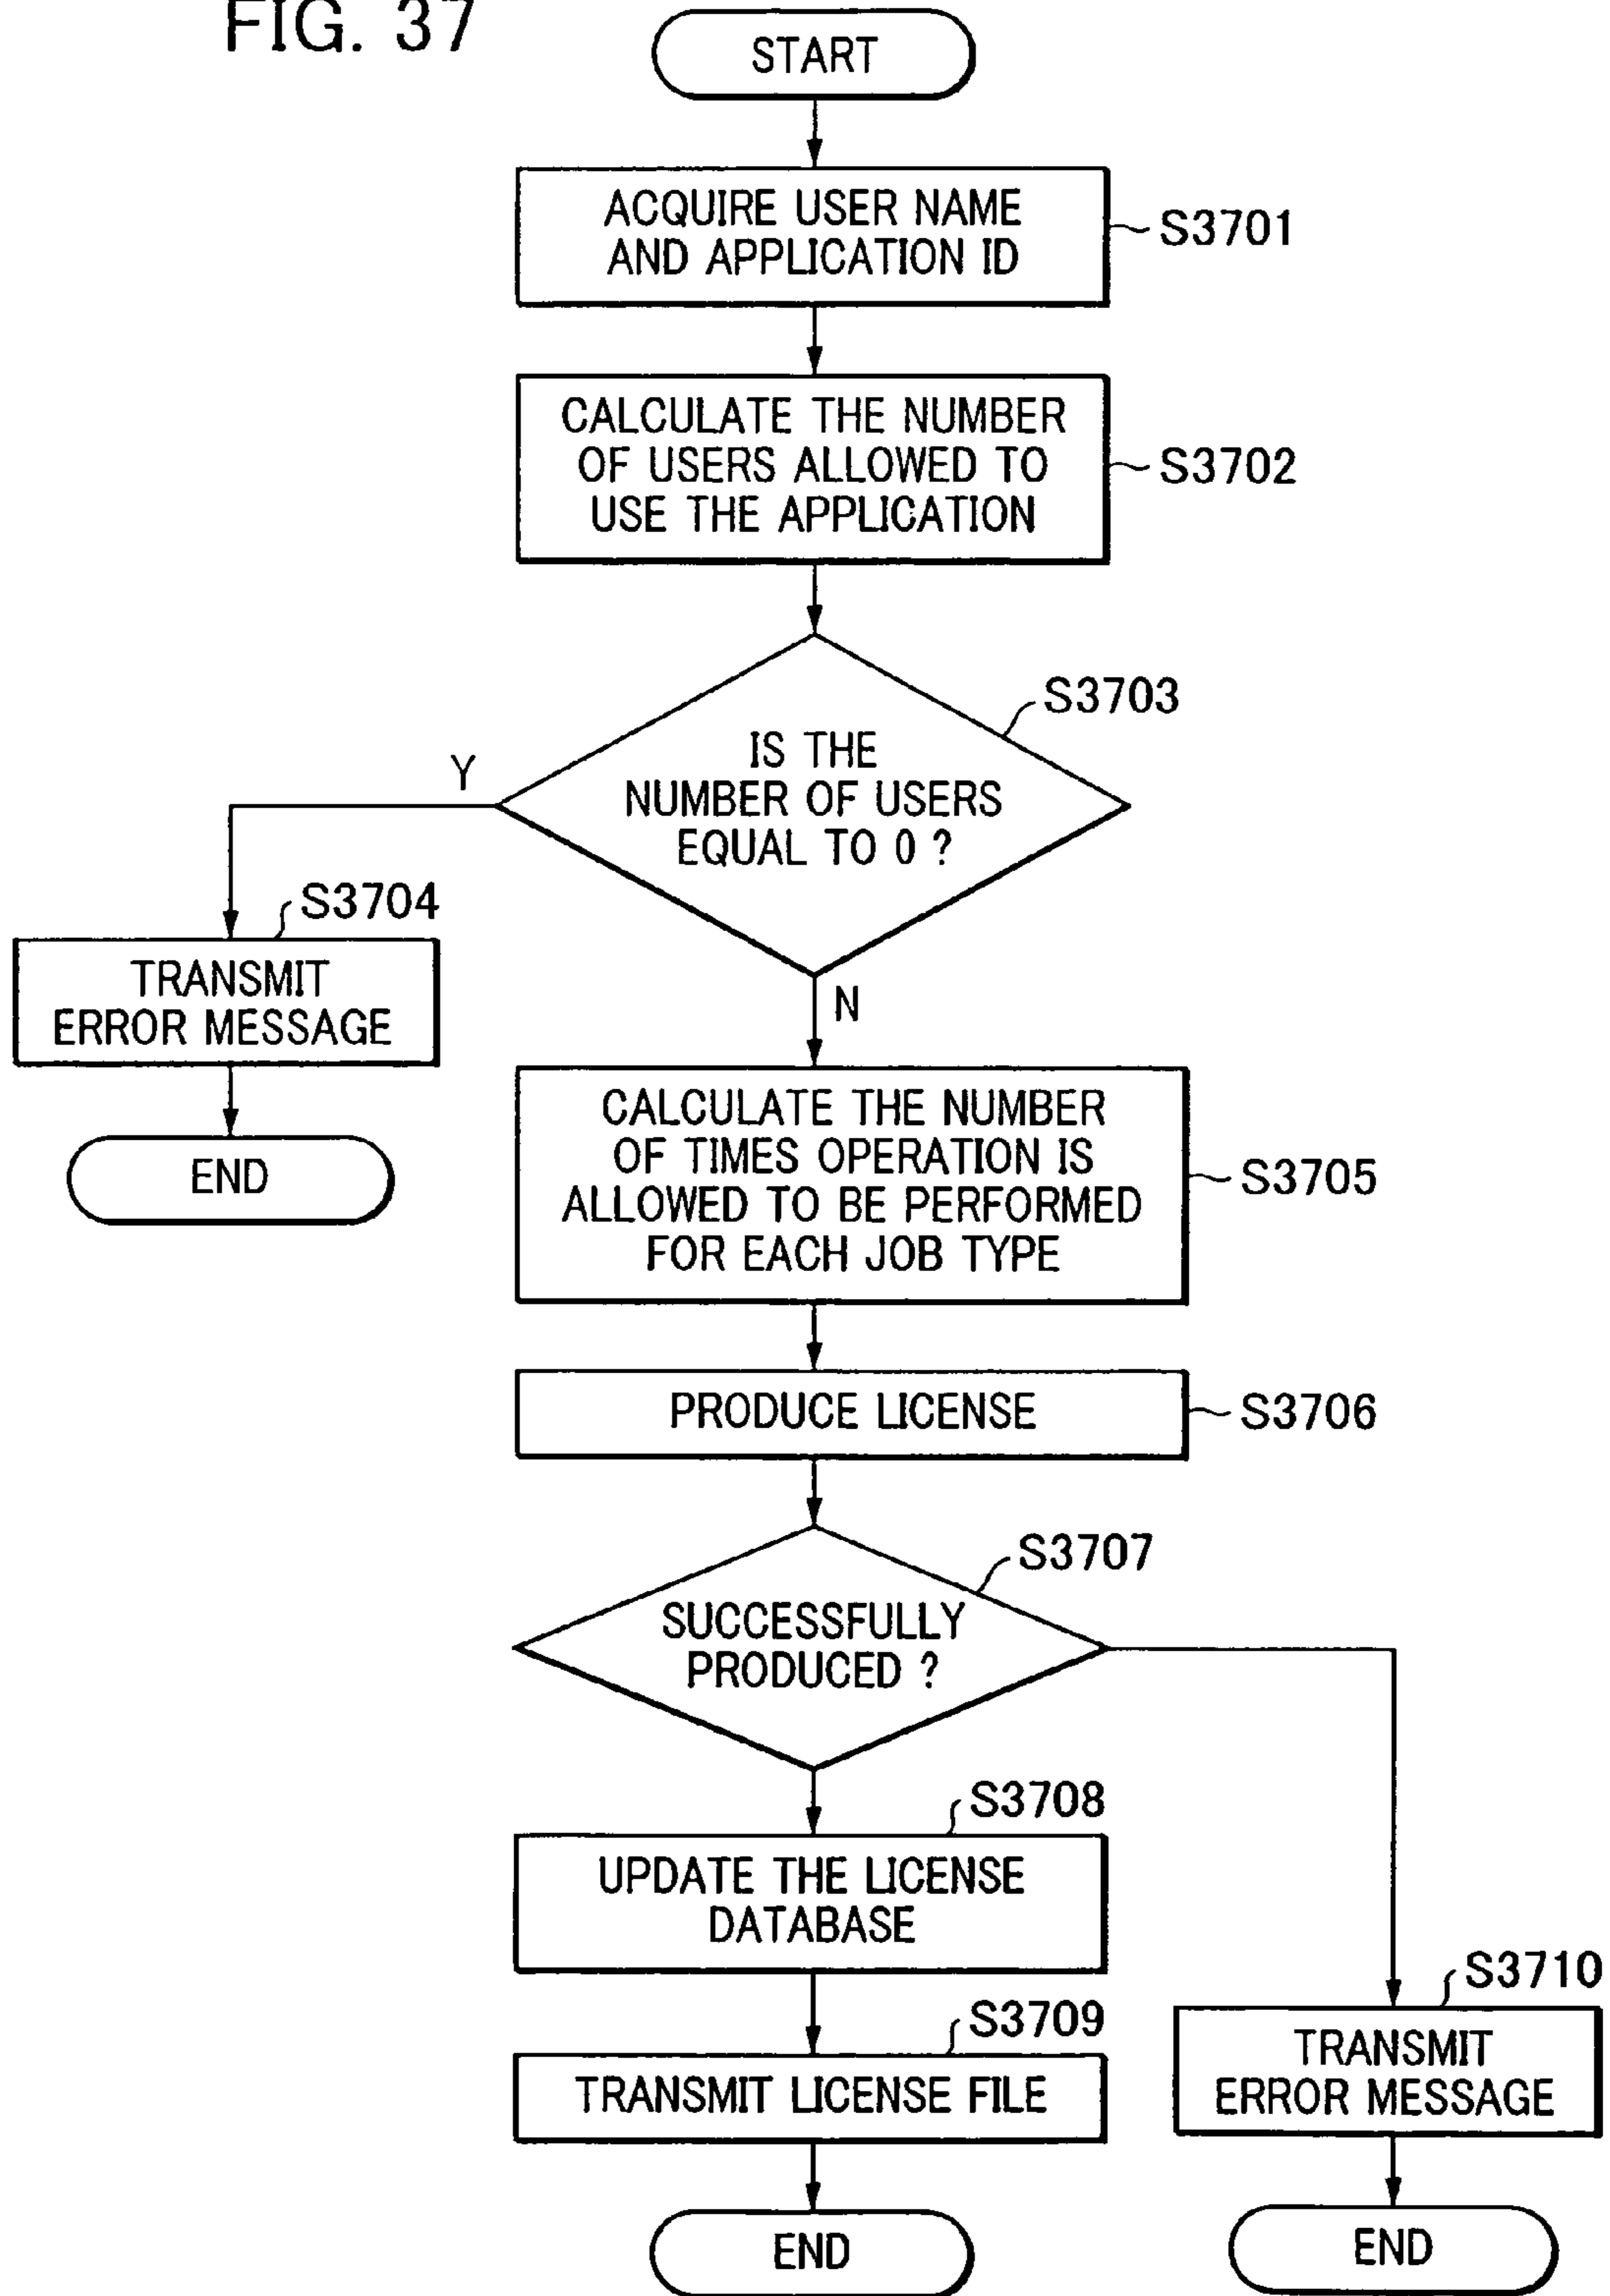 FIG. 37
START
ACQUIRE USER NAME
AND APPLICATION ID
S3701
CALCULATE THE NUMBER
OF USERS ALLOWED TO
USE THE APPLICATION
S3702
S3703
IS THE
NUMBER OF USERS
EQUAL TO 0 ?
Y
N
S3704
TRANSMIT
ERROR MESSAGE
END
CALCULATE THE NUMBER
OF TIMES OPERATION IS
ALLOWED TO BE PERFORMED
FOR EACH JOB TYPE
S3705
PRODUCE LICENSE
S3706
S3707
SUCCESSFULLY
PRODUCED ?
S3708
UPDATE THE LICENSE
DATABASE
S3709
TRANSMIT LICENSE FILE
END
S3710
TRANSMIT
ERROR MESSAGE
END